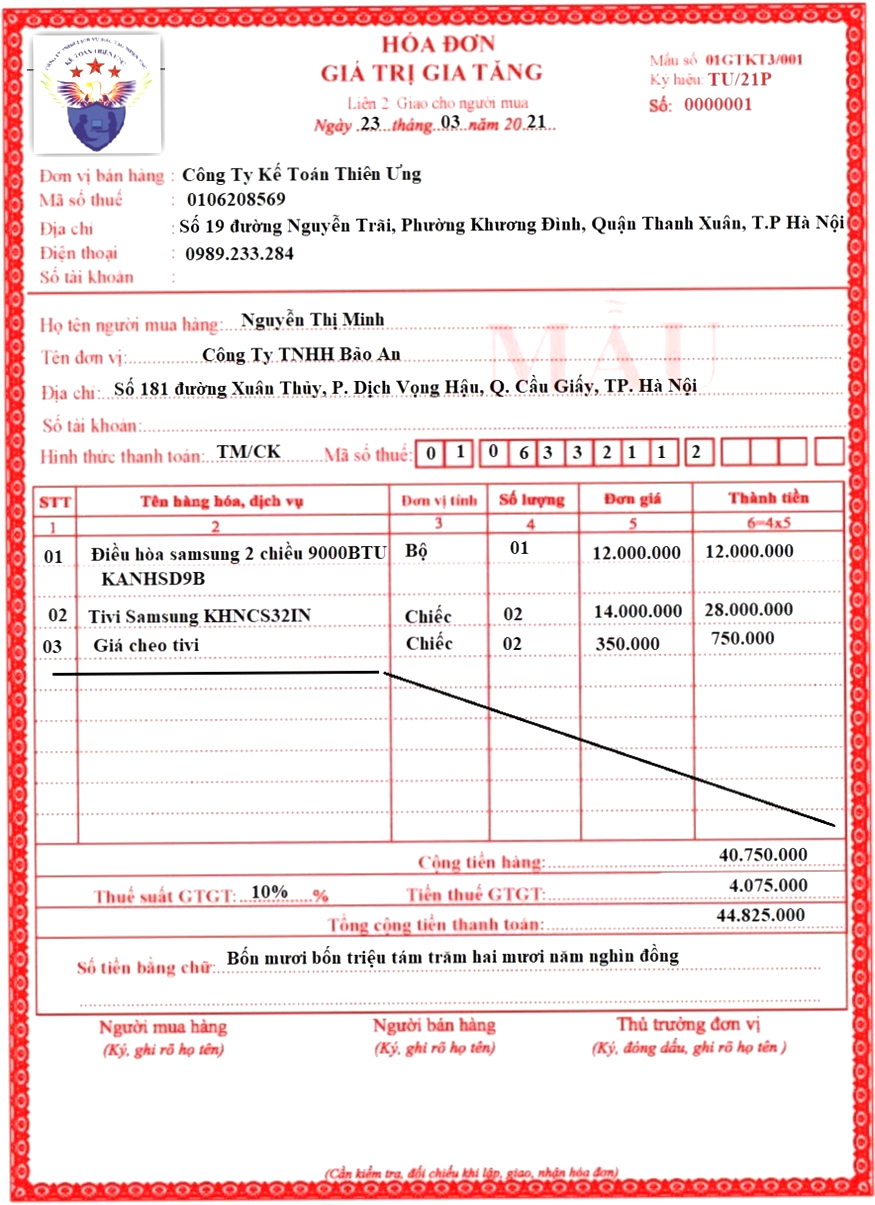 CÔNG TY TNHH DỊCH VỤ ĐÀO TẠO
KẾ TOÁN THIÊN ƯNG
HÓA ĐƠN
GIÁ TRỊ GIA TĂNG
Liên 2 Giao cho người mua
Ngày .23...tháng..03...năm 20.21...
Mẫu số 01GTKT3/001
Ký hiệu: TU/21P
Số: 0000001
Đơn vị bán hàng : Công Ty Kế Toán Thiên Ưng
Mã số thuế : 0106208569
Địa chỉ : Số 19 đường Nguyễn Trãi, Phường Khương Đình, Quận Thanh Xuân, T.P Hà Nội
Điện thoại : 0989.233.284
Số tài khoản :
MẪU
Họ tên người mua hàng: Nguyễn Thị Minh
Tên đơn vị: Công Ty TNHH Bảo An
Địa chỉ: Số 181 đường Xuân Thủy, P. Dịch Vọng Hậu, Q. Cầu Giấy, TP. Hà Nội
Số tài khoản:
Hình thức thanh toán: TM/CK Mã số thuế: 0 1 0 6 3 3 2 1 1 2
STT Tên hàng hóa, dịch vụ Đơn vị tính Số lượng Đơn giá Thành tiền
1 2 3 4 5 6=4x5
01 Điều hòa samsung 2 chiều 9000BTU Bộ 01 12.000.000 12.000.000
KANHSD9B
02 Tivi Samsung KHNCS32IN Chiếc 02 14.000.000 28.000.000
03 Giá cheo tivi Chiếc 02 350.000 750.000
Cộng tiền hàng: 40.750.000
Thuế suất GTGT: 10% % Tiền thuế GTGT: 4.075.000
Tổng cộng tiền thanh toán: 44.825.000
Số tiền bằng chữ: Bốn mươi bốn triệu tám trăm hai mươi năm nghìn đồng
Người mua hàng Người bán hàng Thủ trưởng đơn vị
(Ký, ghi rõ họ tên) (Ký, ghi rõ họ tên) (Ký, đóng dấu, ghi rõ họ tên )
(Cần kiểm tra, đối chiếu khi lập, giao, nhận hóa đơn)